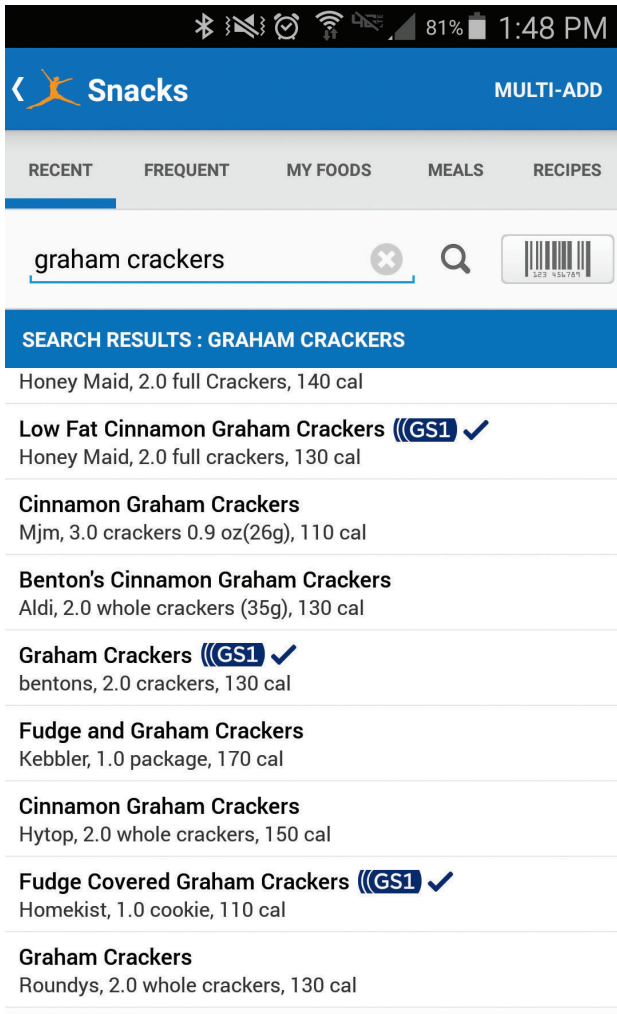 81% 1:48 PM
Snacks MULTI-ADD
RECENT FREQUENT MY FOODS MEALS RECIPES
graham crackers
123 456789
SEARCH RESULTS : GRAHAM CRACKERS
Honey Maid, 2.0 full Crackers, 140 cal
Low Fat Cinnamon Graham Crackers GS1
Honey Maid, 2.0 full crackers, 130 cal
Cinnamon Graham Crackers
Mjm, 3.0 crackers 0.9 oz(26g), 110 cal
Benton's Cinnamon Graham Crackers
Aldi, 2.0 whole crackers (35g), 130 cal
Graham Crackers GS1
bentons, 2.0 crackers, 130 cal
Fudge and Graham Crackers
Kebbler, 1.0 package, 170 cal
Cinnamon Graham Crackers
Hytop, 2.0 whole crackers, 150 cal
Fudge Covered Graham Crackers GS1
Homekist, 1.0 cookie, 110 cal
Graham Crackers
Roundys, 2.0 whole crackers, 130 cal